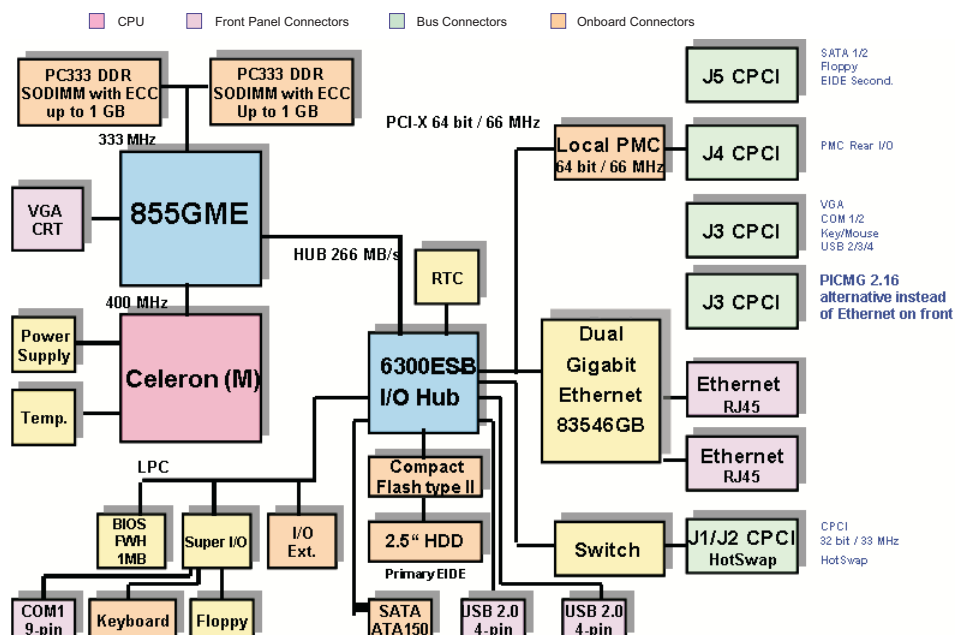 CPU
Front Panel Connectors
Bus Connectors
Onboard Connectors
PC333 DDR
SODIMM with ECC
up to 1 GB
PC333 DDR
SODIMM with ECC
Up to 1 GB
333 MHz
PCI-X 64 bit / 66 MHz
Local PMC
64 bit / 66 MHz
J5 CPCI
SATA 1/2
Floppy
EIDE Second.
J4 CPCI
PMC Rear I/O
VGA
CRT
855GME
HUB 266 MB/s
J3 CPCI
VGA
COM 1/2
Key/Mouse
USB 2/3/4
RTC
J3 CPCI
PICMG 2.16
alternative instead
of Ethernet on front
400 MHz
Power
Supply
Celeron (M)
Temp.
6300ESB
I/O Hub
Dual
Gigabit
Ethernet
83546GB
Ethernet
RJ45
Ethernet
RJ45
LPC
Compact
Flash type II
BIOS
FWH
1MB
Super I/O
I/O
Ext.
2.5" HDD
Primary EIDE
Switch
J1/J2 CPCI
HotSwap
CPCI
32 bit / 33 MHz
HotSwap
COM1
9-pin
Keyboard
Floppy
SATA
ATA150
USB 2.0
4-pin
USB 2.0
4-pin